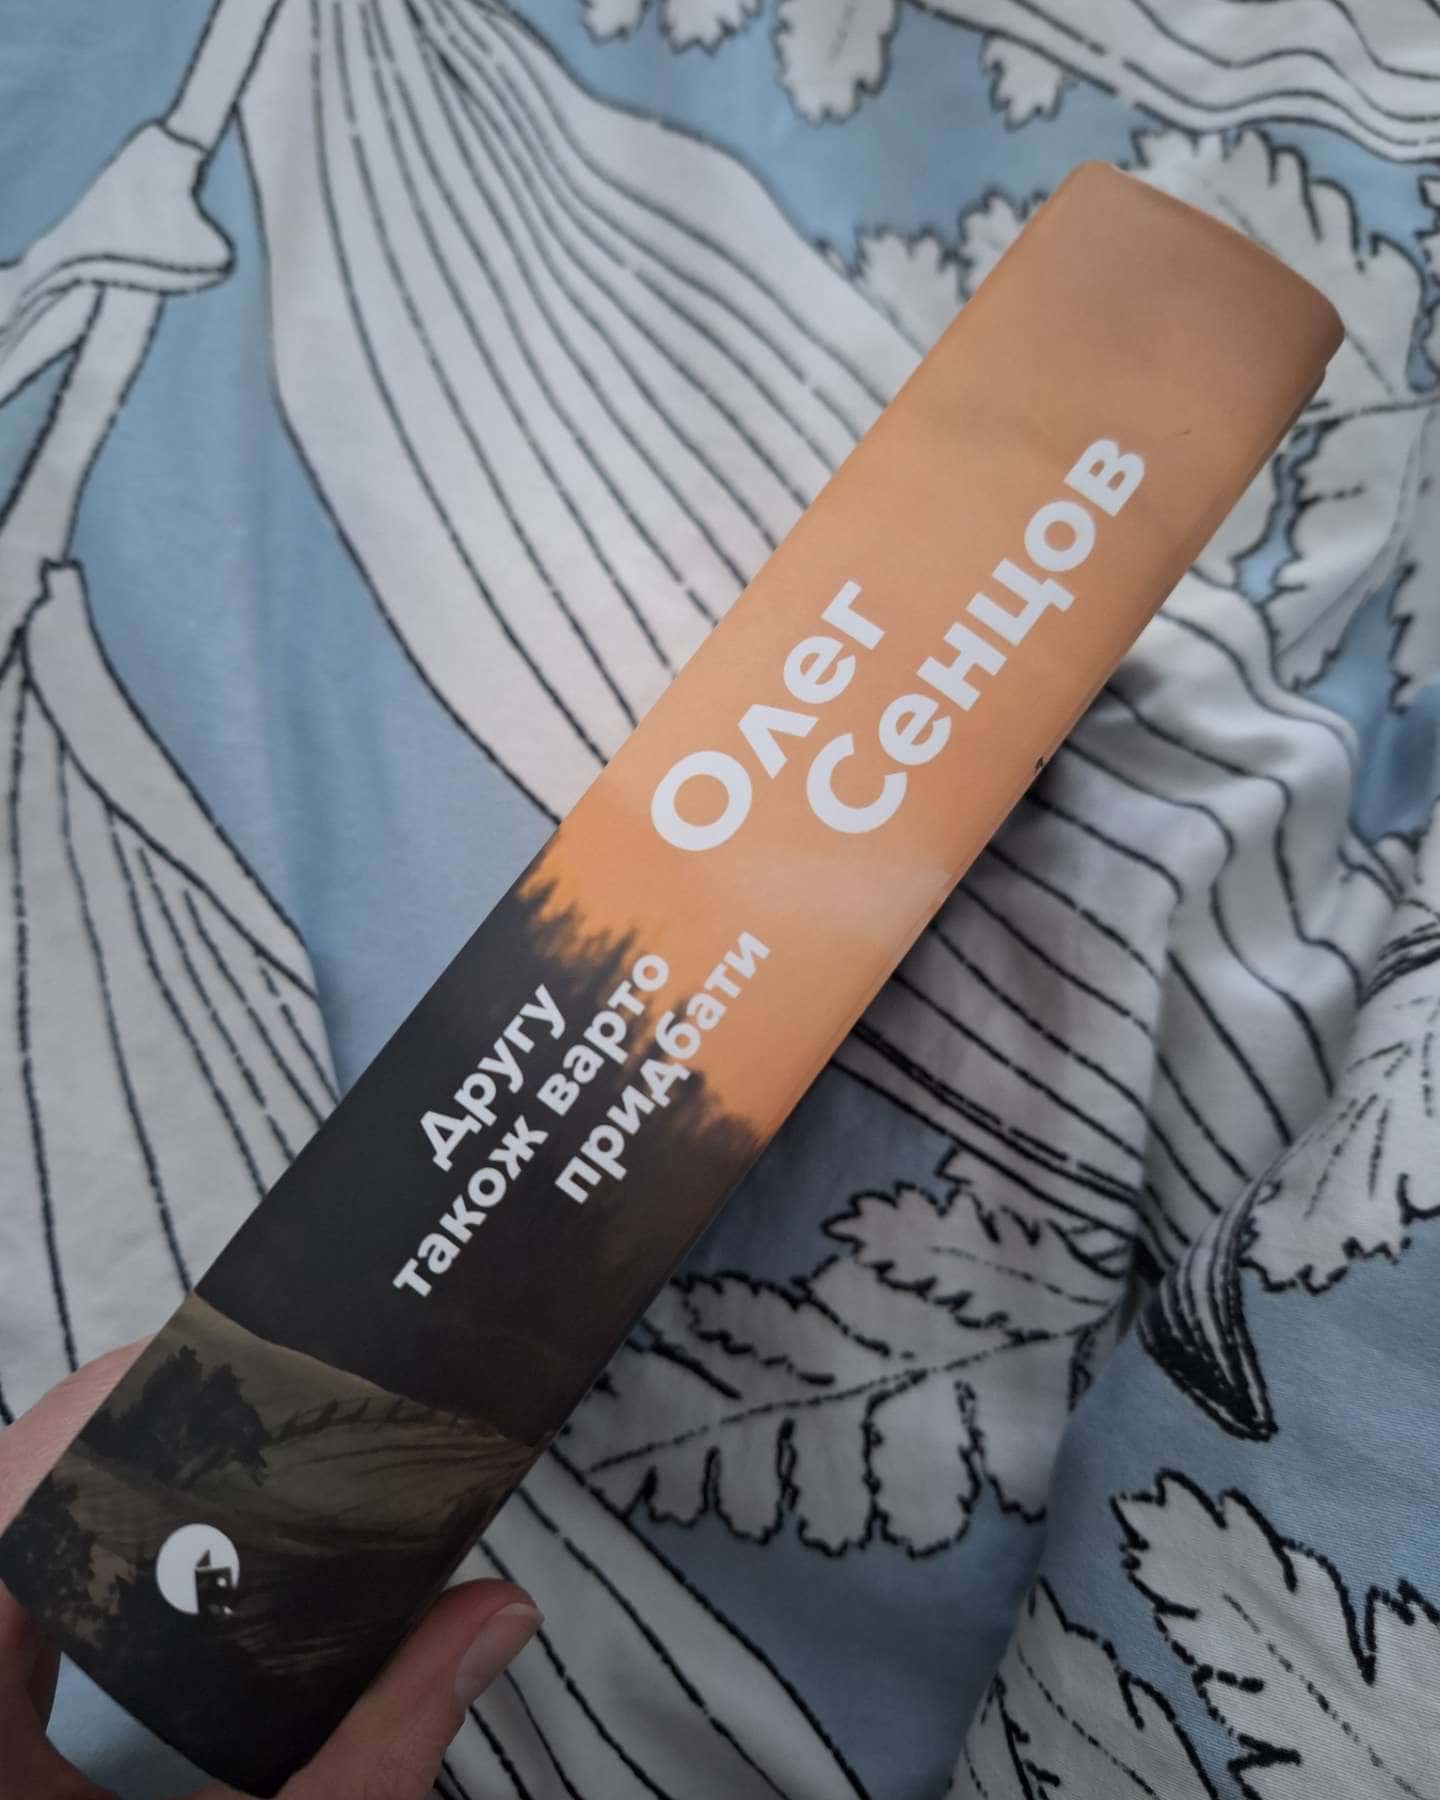 Олег
Сенцов
Другу
також варто
придбати